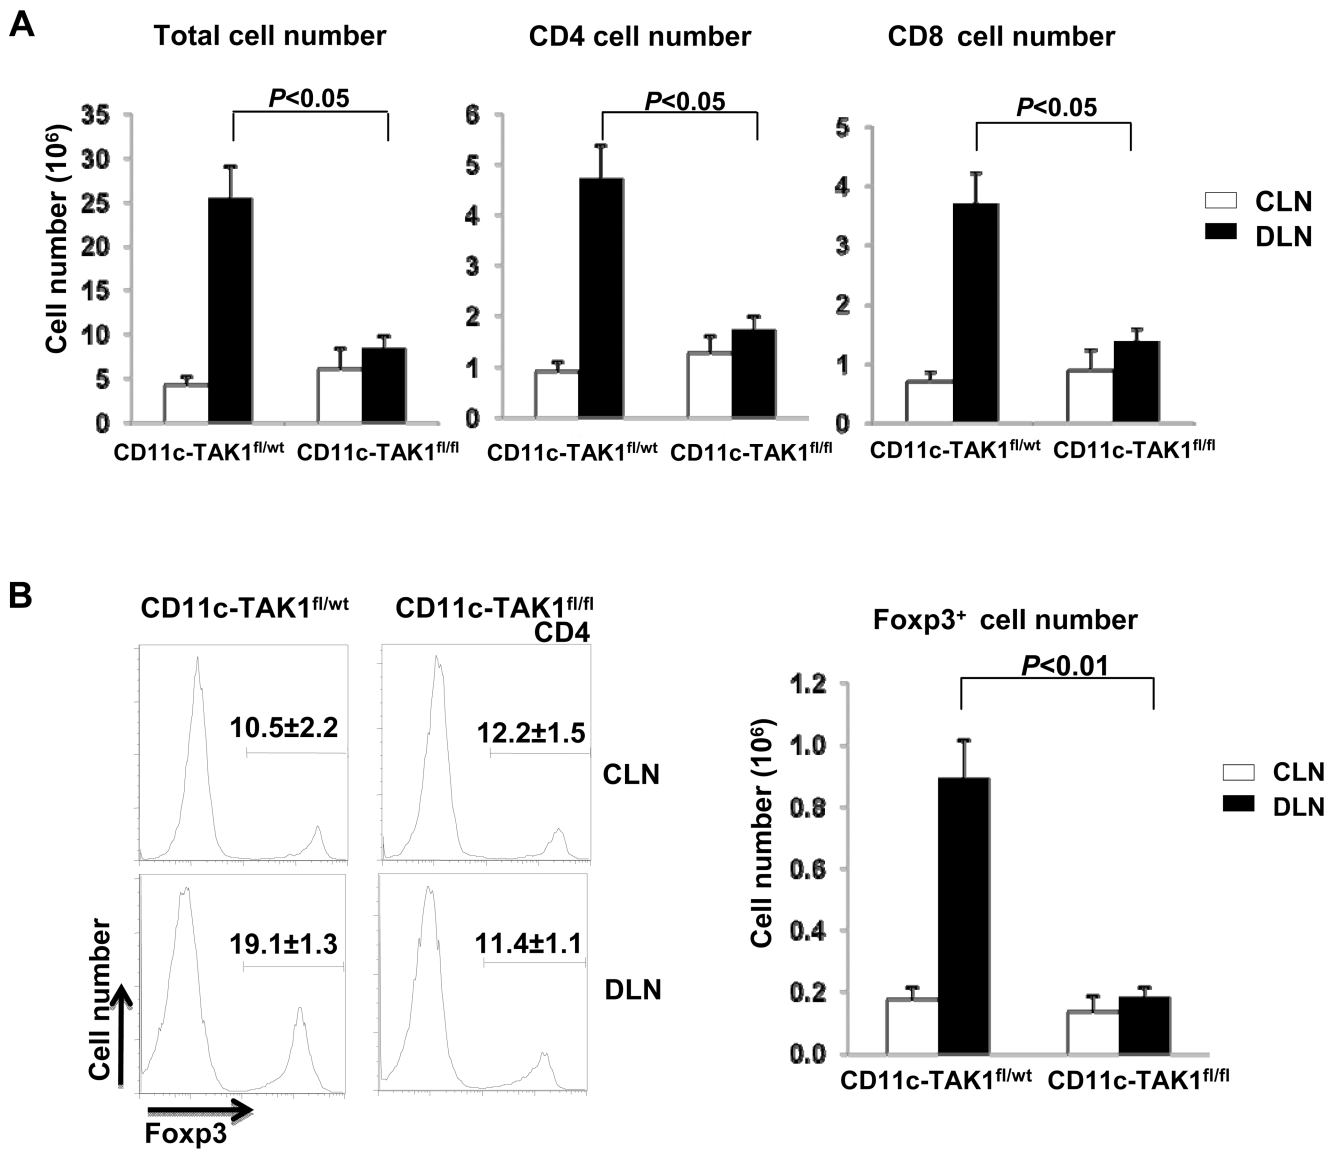 A
Total cell number
CD4 cell number
CD8 cell number
P<0.05
P<0.05
P<0.05
Cell number (10⁶)
35
30
25
20
15
10
5
0
6
5
4
3
2
1
0
5
4
3
2
1
0
CLN
DLN
CD11c-TAK1fl/wt
CD11c-TAK1fl/fl
CD11c-TAK1fl/wt
CD11c-TAK1fl/fl
CD11c-TAK1fl/wt
CD11c-TAK1fl/fl
B
CD11c-TAK1fl/wt
CD11c-TAK1fl/fl
CD4
10.5±2.2
12.2±1.5
CLN
19.1±1.3
11.4±1.1
DLN
Cell number
Foxp3
Foxp3⁺ cell number
P<0.01
Cell number (10⁶)
1.2
1.0
0.8
0.6
0.4
0.2
0.0
CLN
DLN
CD11c-TAK1fl/wt
CD11c-TAK1fl/fl